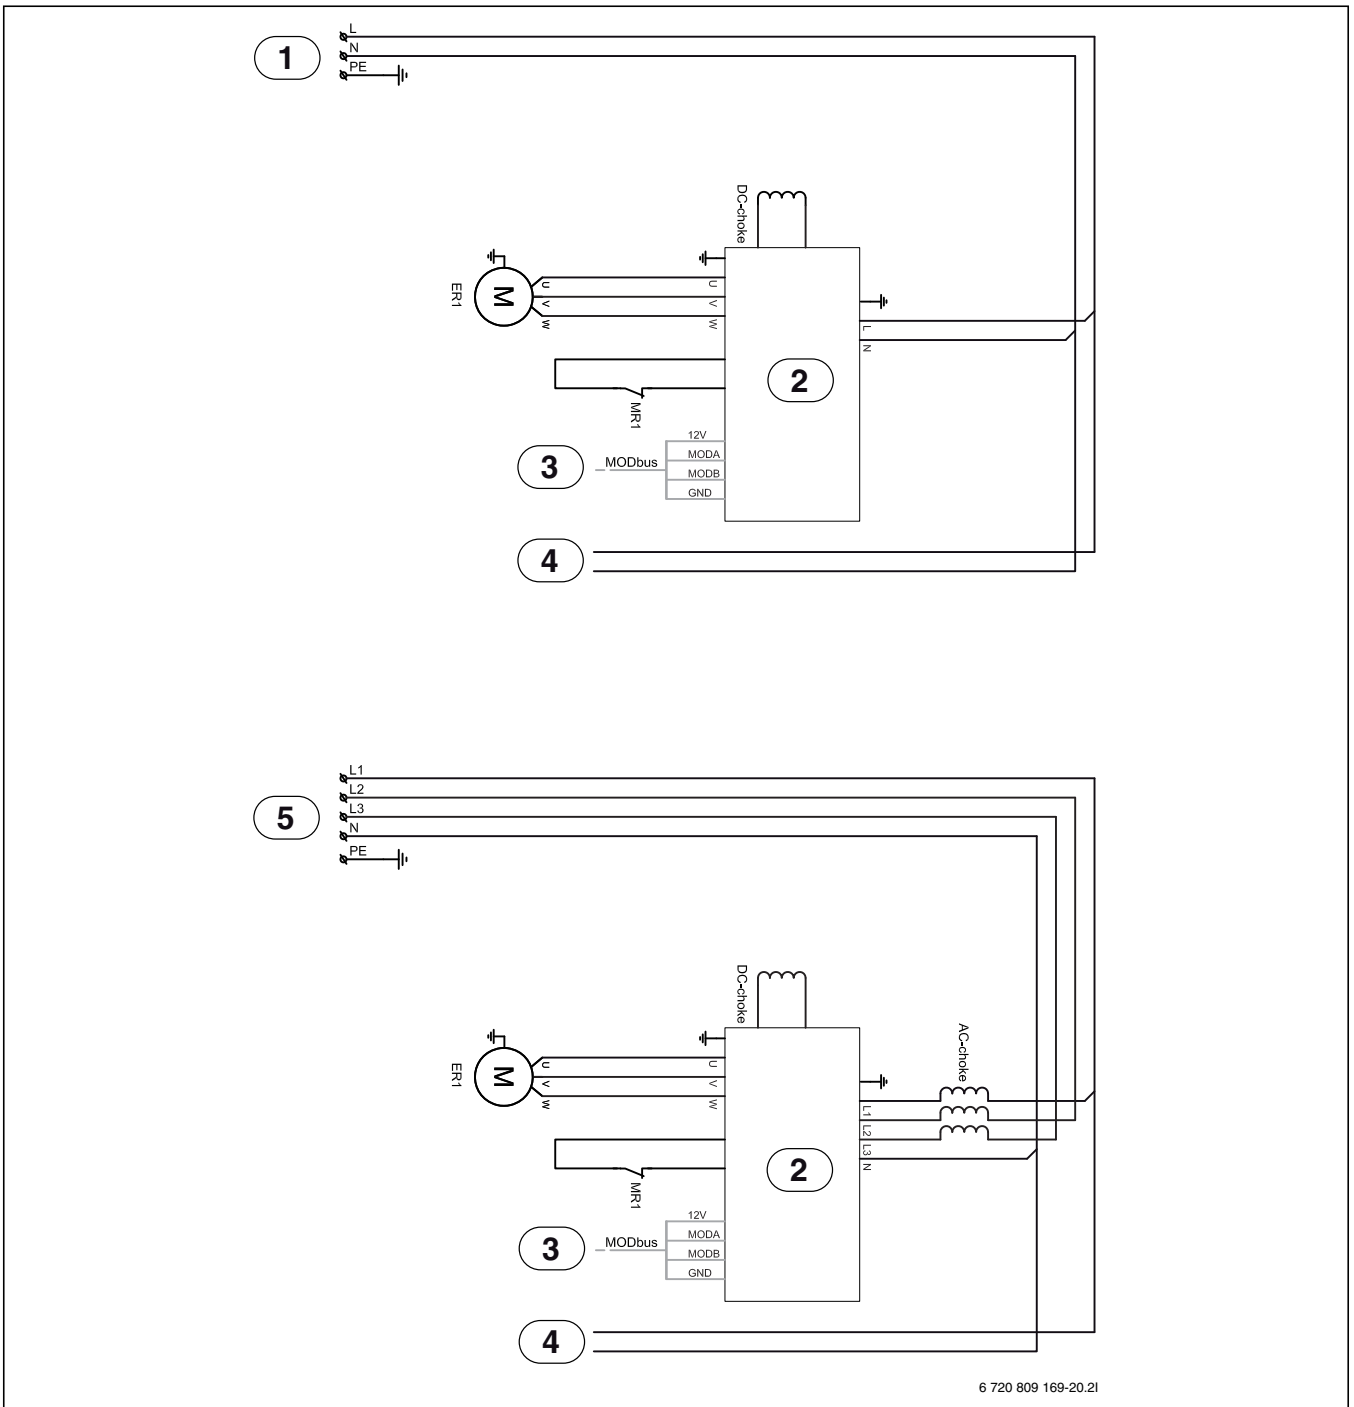 1
L
N
PE
DC-choke
ER1
M
U
V
W
U
V
W
L
N
2
MR1
3
MODbus
12V
MODA
MODB
GND
4
5
L1
L2
L3
N
PE
DC-choke
AC-choke
ER1
M
U
V
W
U
V
W
L1
L2
L3
N
2
MR1
3
MODbus
12V
MODA
MODB
GND
4
6 720 809 169-20.2I